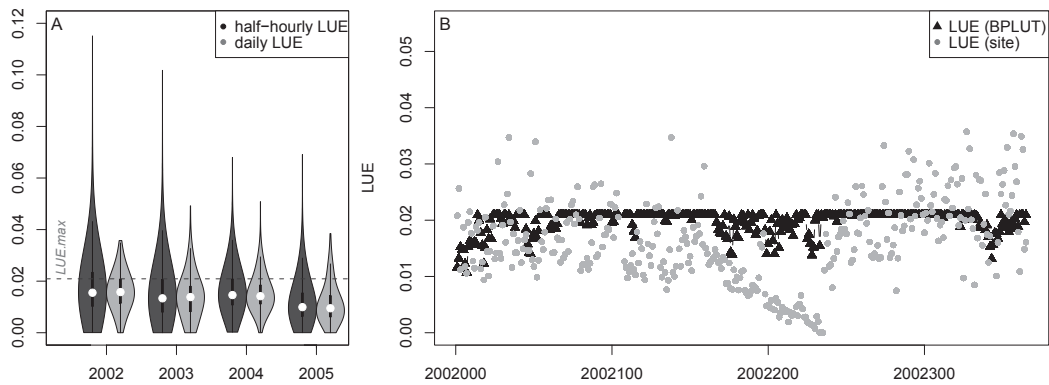 A
half-hourly LUE
daily LUE
0.12
0.10
0.08
0.06
0.04
0.02
0.00
LUE.max
2002 2003 2004 2005
B
LUE (BPLUT)
LUE (site)
LUE
0.05
0.04
0.03
0.02
0.01
0.00
2002000 2002100 2002200 2002300